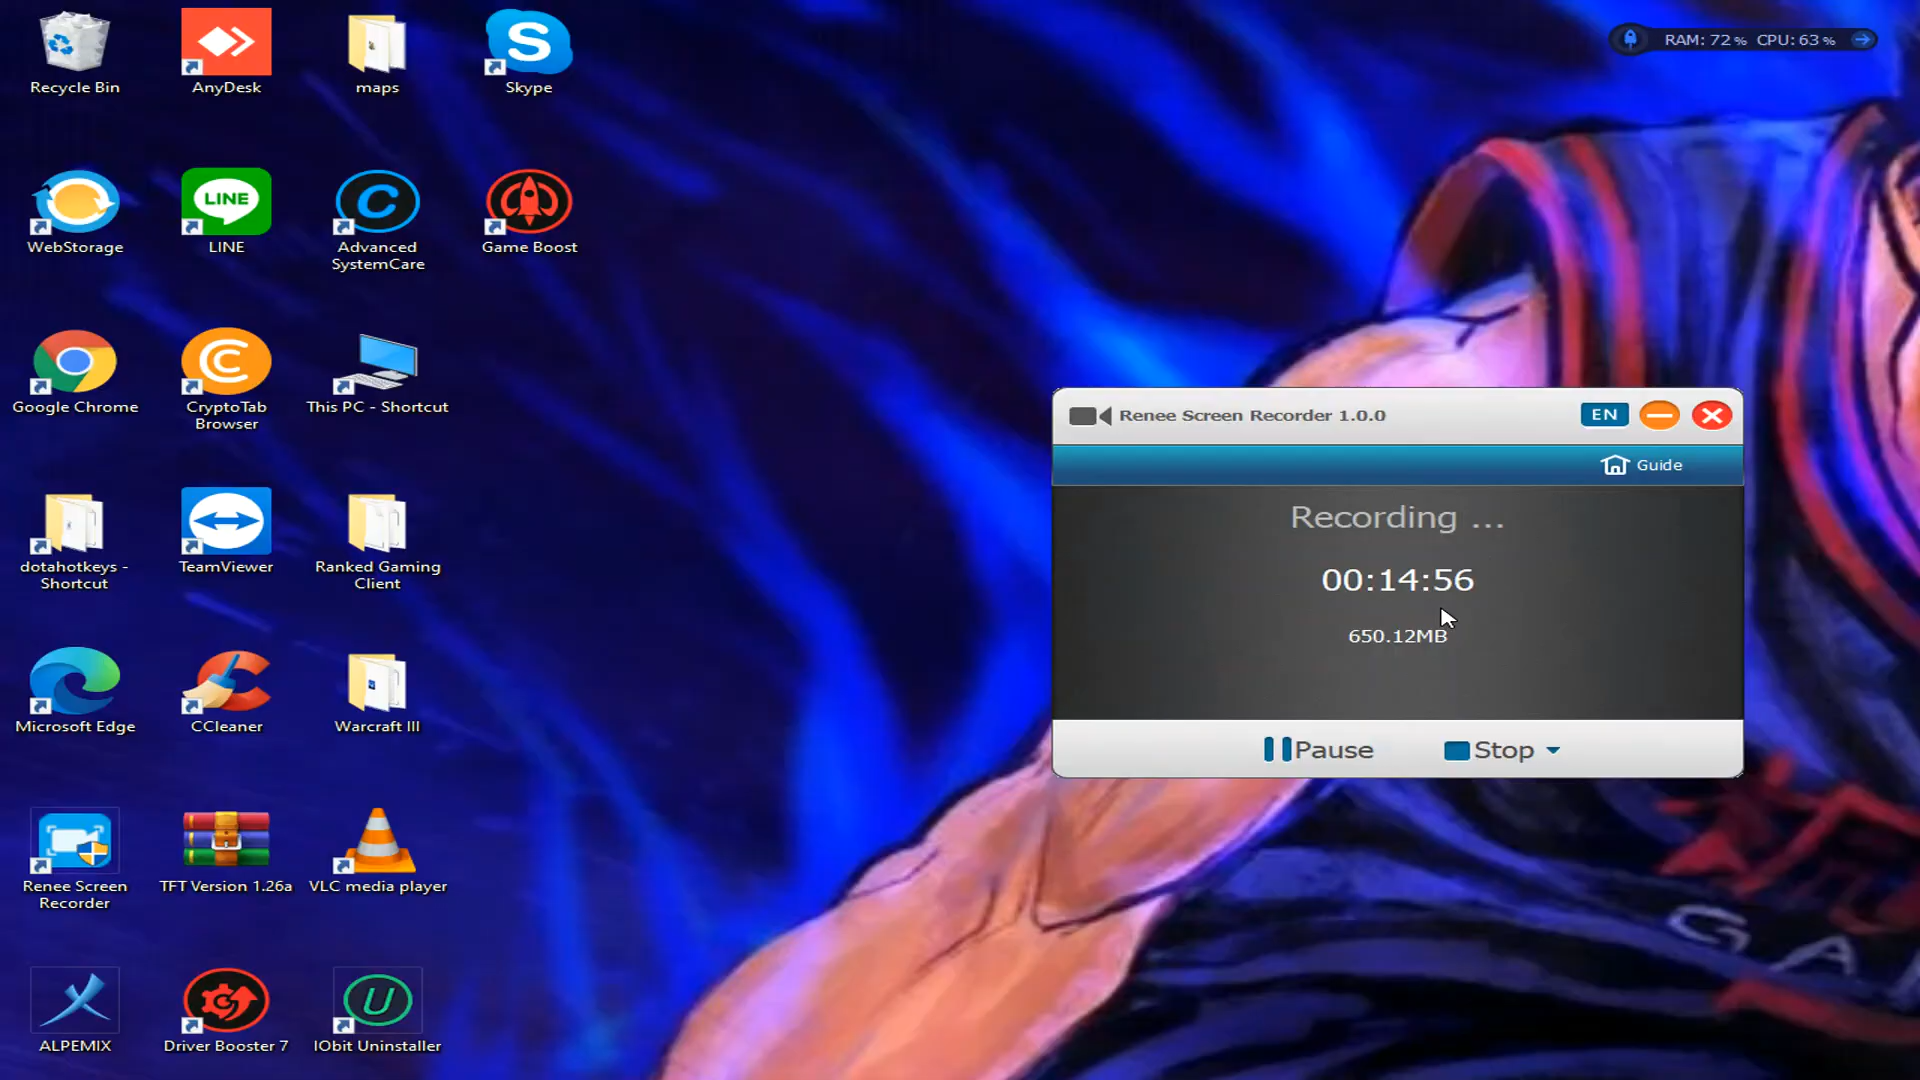 Recycle Bin
AnyDesk
maps
S
Skype
RAM: 72 % CPU: 63 %
WebStorage
LINE
LINE
C
Advanced
SystemCare
Game Boost
Google Chrome
C
CryptoTab
Browser
This PC - Shortcut
Renee Screen Recorder 1.0.0
EN
Guide
Recording ...
00:14:56
650.12MB
Pause
Stop
dotahotkeys -
Shortcut
TeamViewer
Ranked Gaming
Client
Microsoft Edge
CCleaner
Warcraft III
Renee Screen
Recorder
TFT Version 1.26a
VLC media player
GA
ALPEMIX
Driver Booster 7
U
IObit Uninstaller